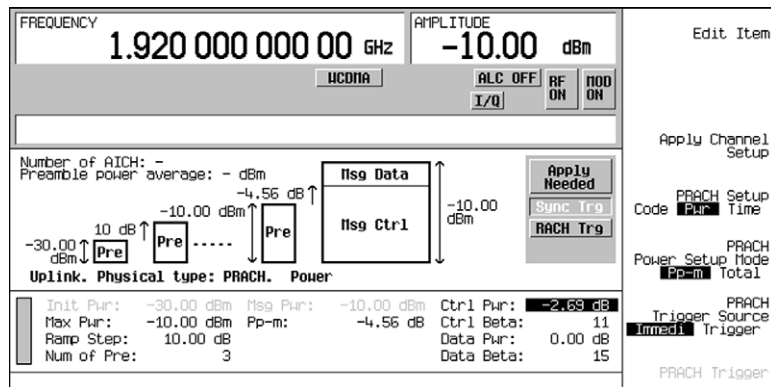 FREQUENCY
1.920 000 000 00 GHz
AMPLITUDE
-10.00 dBm
WCDMA
ALC OFF
I/Q
RF ON
MOD ON
Number of AICH: -
Preamble power average: - dBm
-4.56 dB
-10.00 dBm
10 dB
-30.00 dBm
Pre
Pre
.....
Pre
Msg Data
Msg Ctrl
-10.00 dBm
Apply Needed
Sync Trg
RACH Trg
Uplink. Physical type: PRACH. Power
Init Pwr: -30.00 dBm Msg Pwr: -10.00 dBm Ctrl Pwr: -2.69 dB
Max Pwr: -10.00 dBm Pp-m: -4.56 dB Ctrl Beta: 11
Ramp Step: 10.00 dB Data Pwr: 0.00 dB
Num of Pre: 3 Data Beta: 15
Edit Item
Apply Channel
Setup
PRACH Setup
Code Pwr Time
PRACH
Power Setup Mode
Pp-m Total
PRACH
Trigger Source
Immedi Trigger
PRACH Trigger